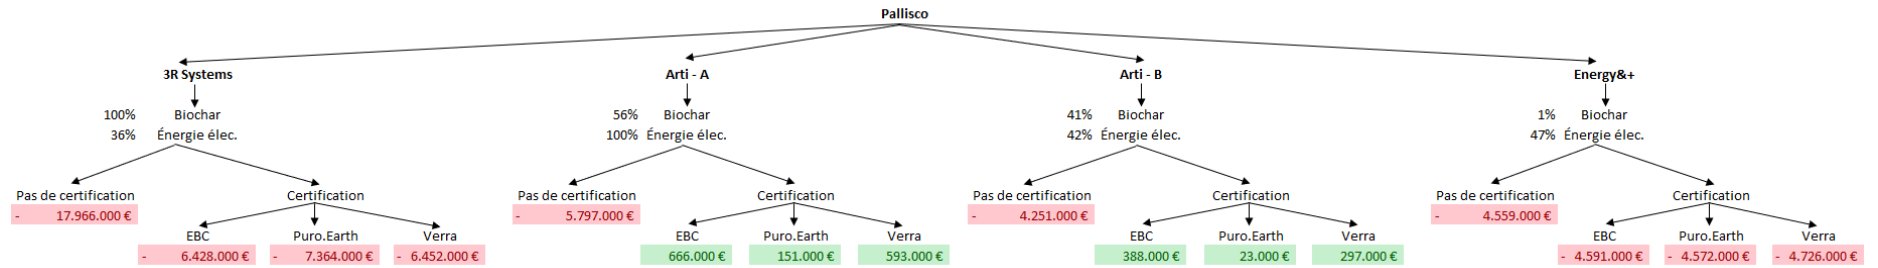 Pallisco
3R Systems Arti - A Arti - B Energy&+
100% Biochar 56% Biochar 41% Biochar 1% Biochar
36% Énergie élec. 100% Énergie élec. 42% Énergie élec. 47% Énergie élec.
Pas de certification Certification Pas de certification Certification Pas de certification Certification Pas de certification Certification
- 17.966.000 € - 5.797.000 € - 4.251.000 € - 4.559.000 €
EBC Puro.Earth Verra EBC Puro.Earth Verra EBC Puro.Earth Verra EBC Puro.Earth Verra
- 6.428.000 € - 7.364.000 € - 6.452.000 € 666.000 € 151.000 € 593.000 € 388.000 € 23.000 € 297.000 € - 4.591.000 € - 4.572.000 € - 4.726.000 €